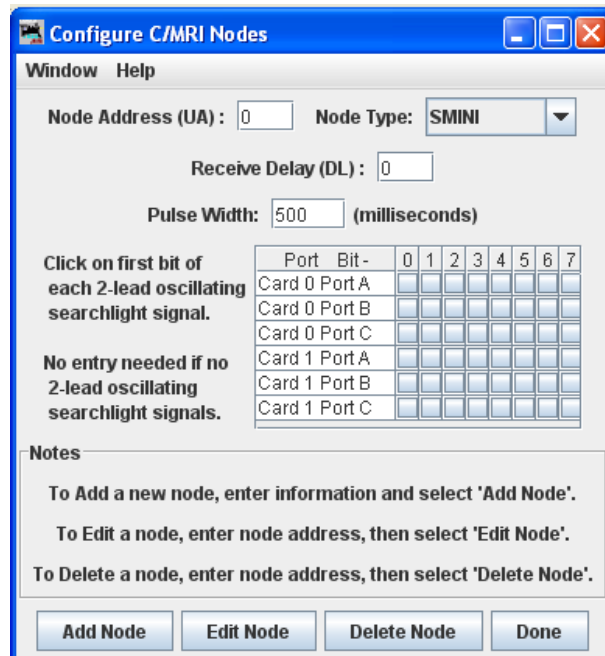 Configure C/MRI Nodes
Window Help
Node Address (UA) : 0 Node Type: SMINI
Receive Delay (DL) : 0
Pulse Width: 500 (milliseconds)
Click on first bit of
each 2-lead oscillating
searchlight signal.
No entry needed if no
2-lead oscillating
searchlight signals.
Port Bit - 0 1 2 3 4 5 6 7
Card 0 Port A
Card 0 Port B
Card 0 Port C
Card 1 Port A
Card 1 Port B
Card 1 Port C
Notes
To Add a new node, enter information and select 'Add Node'.
To Edit a node, enter node address, then select 'Edit Node'.
To Delete a node, enter node address, then select 'Delete Node'.
Add Node Edit Node Delete Node Done